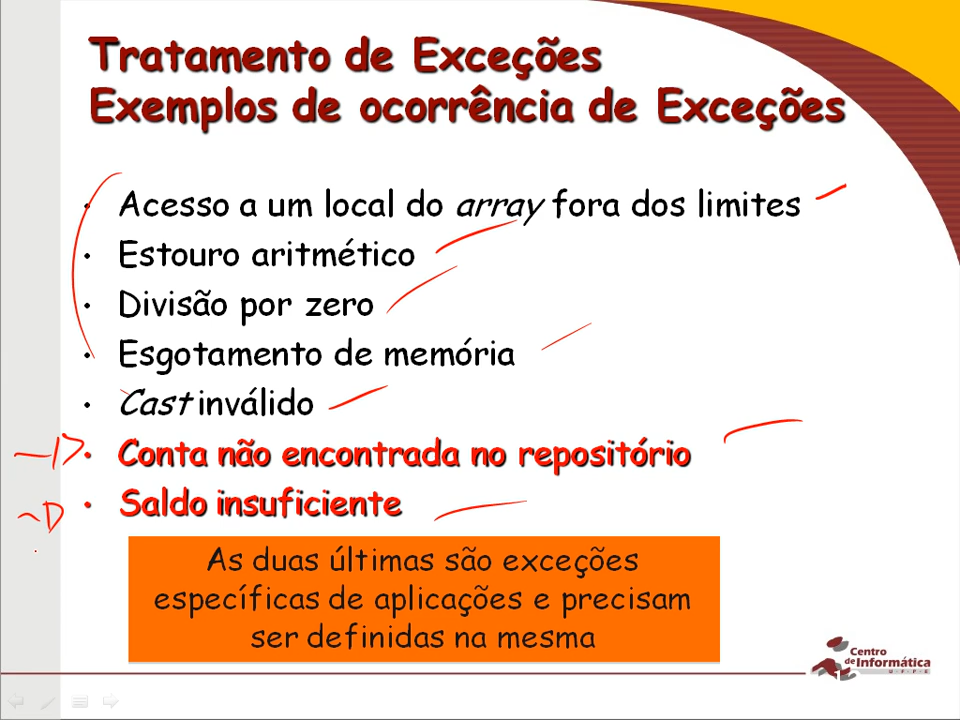 Tratamento de Exceções
Exemplos de ocorrência de Exceções
• Acesso a um local do array fora dos limites
• Estouro aritmético
• Divisão por zero
• Esgotamento de memória
• Cast inválido
• Conta não encontrada no repositório
• Saldo insuficiente
As duas últimas são exceções
específicas de aplicações e precisam
ser definidas na mesma
Centro
de Informática
UFPE